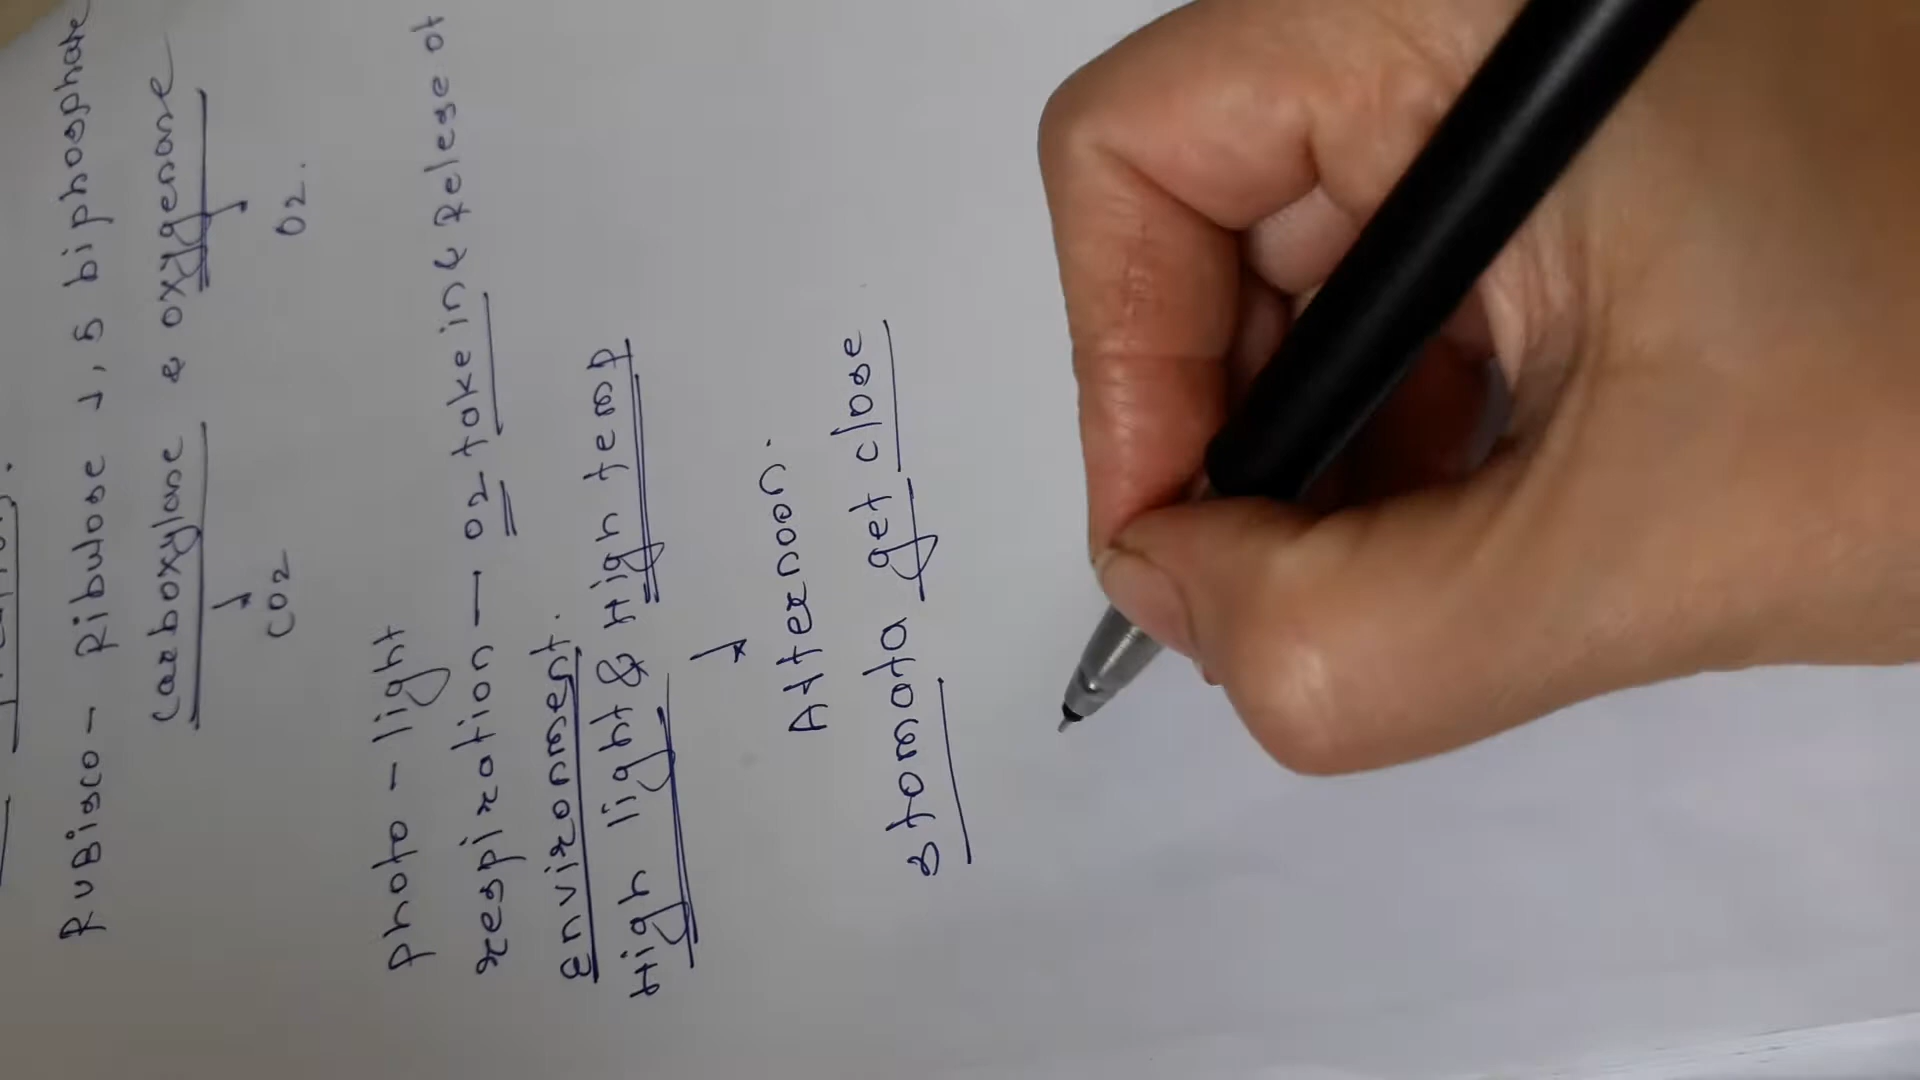 RUBisco - Ribulose 1,5 biphosphate
carboxylase & oxygenase
CO2 O2.
photo - light
respiration - O2 take in & Release of
Environment.
High light & High temp
Afternoon.
stomata get close